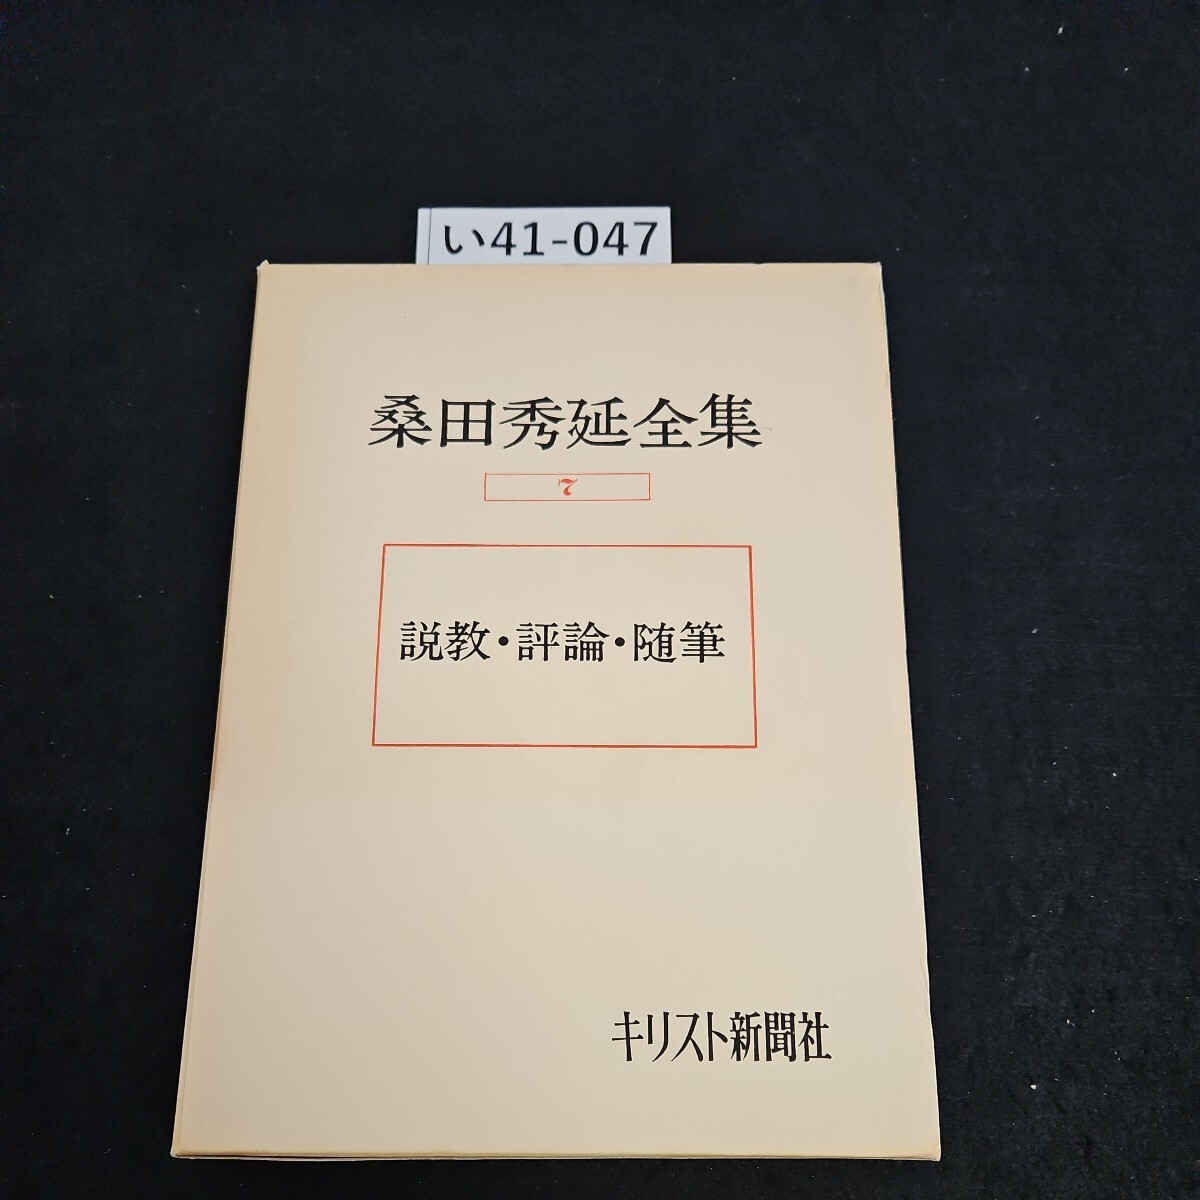 い41-047
桑田秀延全集
7
説教・評論・随筆
キリスト新聞社